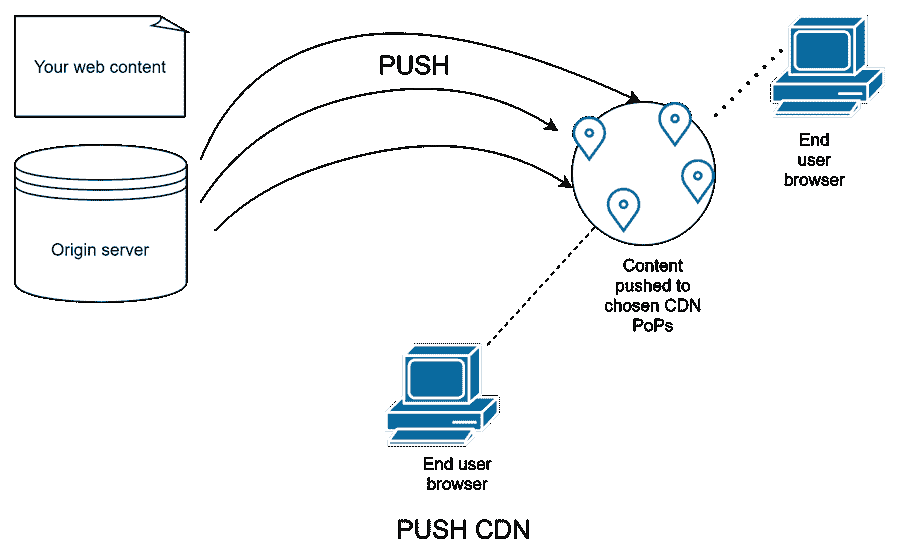 Your web content
PUSH
Origin server
End
user
browser
Content
pushed to
chosen CDN
PoPs
End user
browser
PUSH CDN